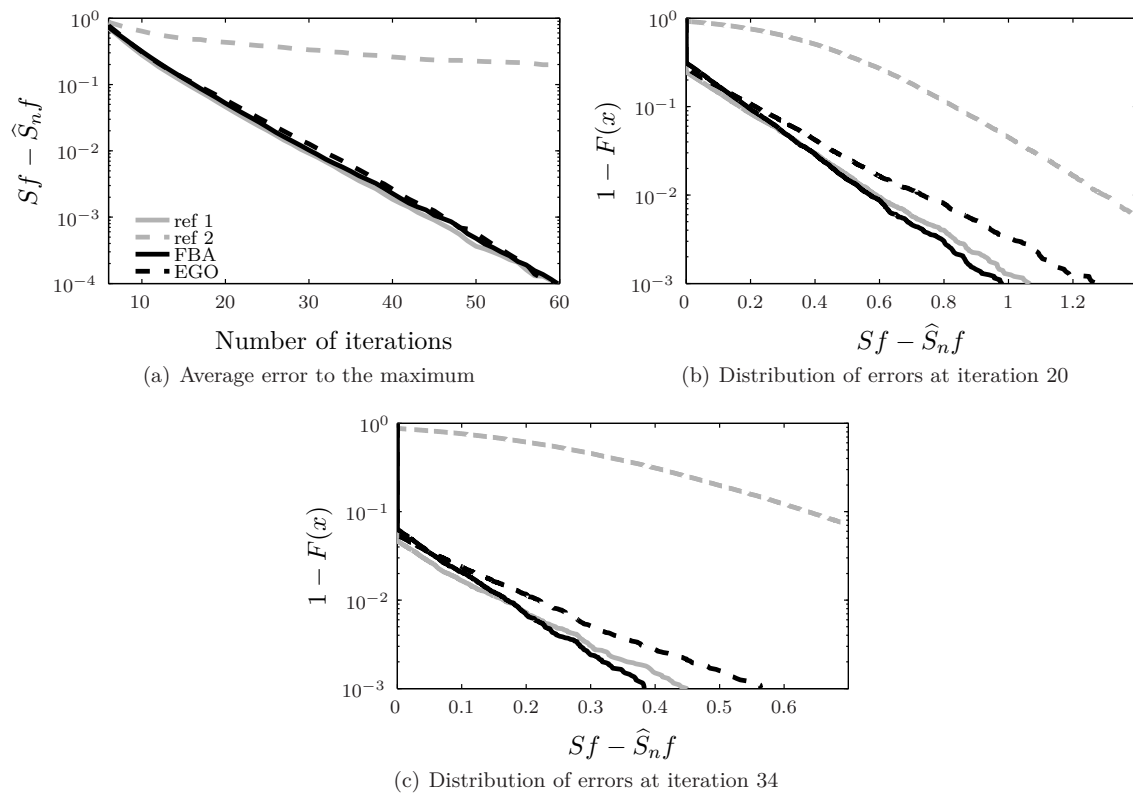 10^0
10^-1
10^-2
10^-3
10^-4
Sf − Ŝₙf
ref 1
ref 2
FBA
EGO
10 20 30 40 50 60
Number of iterations
(a) Average error to the maximum
10^0
10^-1
10^-2
10^-3
1 − F(x)
0 0.2 0.4 0.6 0.8 1 1.2
Sf − Ŝₙf
(b) Distribution of errors at iteration 20
10^0
10^-1
10^-2
10^-3
1 − F(x)
0 0.1 0.2 0.3 0.4 0.5 0.6
Sf − Ŝₙf
(c) Distribution of errors at iteration 34